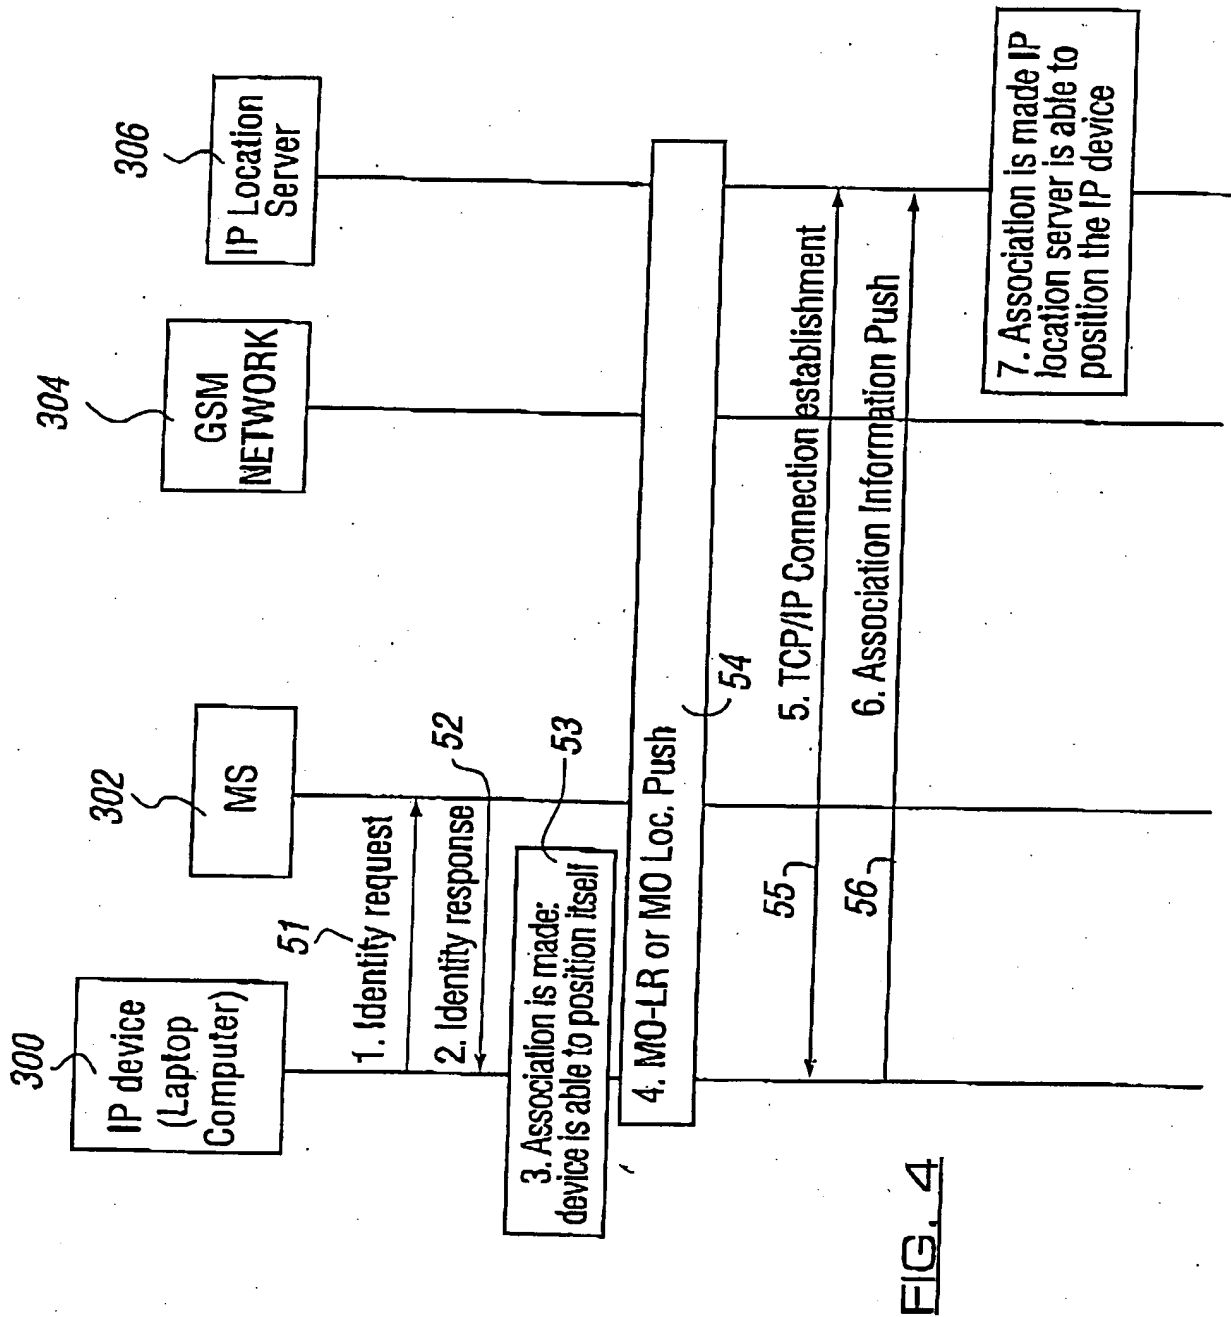 300
IP device
(Laptop
Computer)
302
MS
304
GSM
NETWORK
306
IP Location
Server
51
1. Identity request
2. Identity response
52
3. Association is made:
device is able to position itself
53
4. MO-LR or MO Loc. Push
54
5. TCP/IP Connection establishment
55
6. Association Information Push
56
7. Association is made IP
location server is able to
position the IP device
FIG. 4